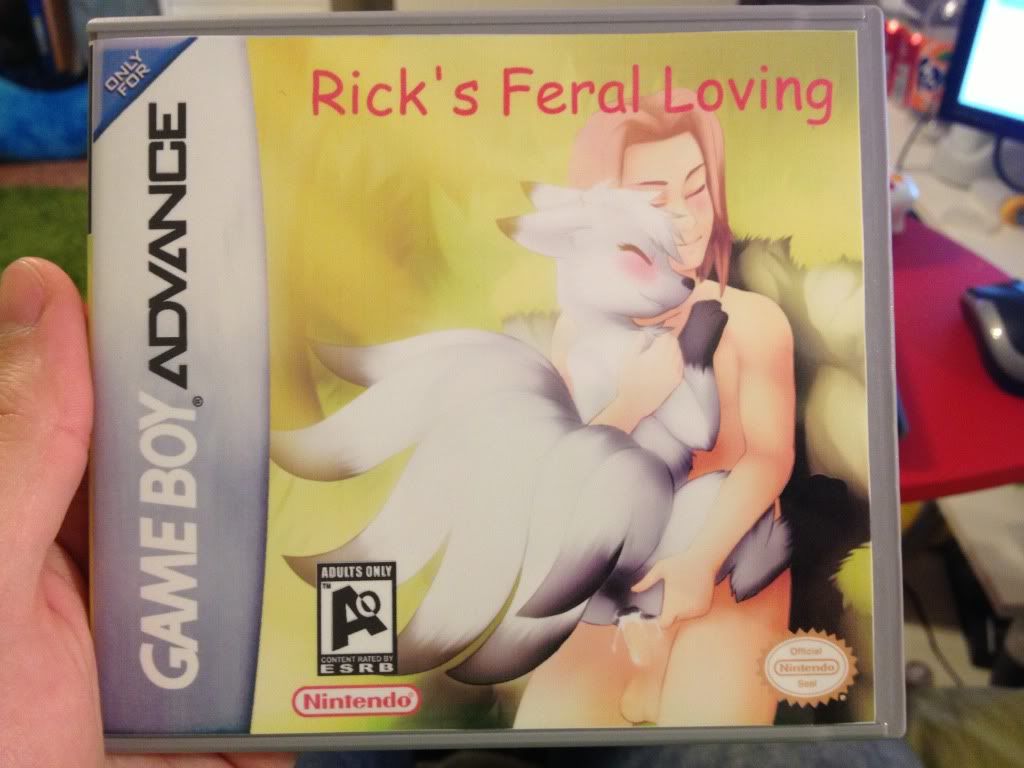 ONLY
FOR
GAME BOY ADVANCE
®
Rick's Feral Loving
ADULTS ONLY
TM
AO
CONTENT RATED BY
ESRB
Nintendo®
Official
Nintendo
Seal